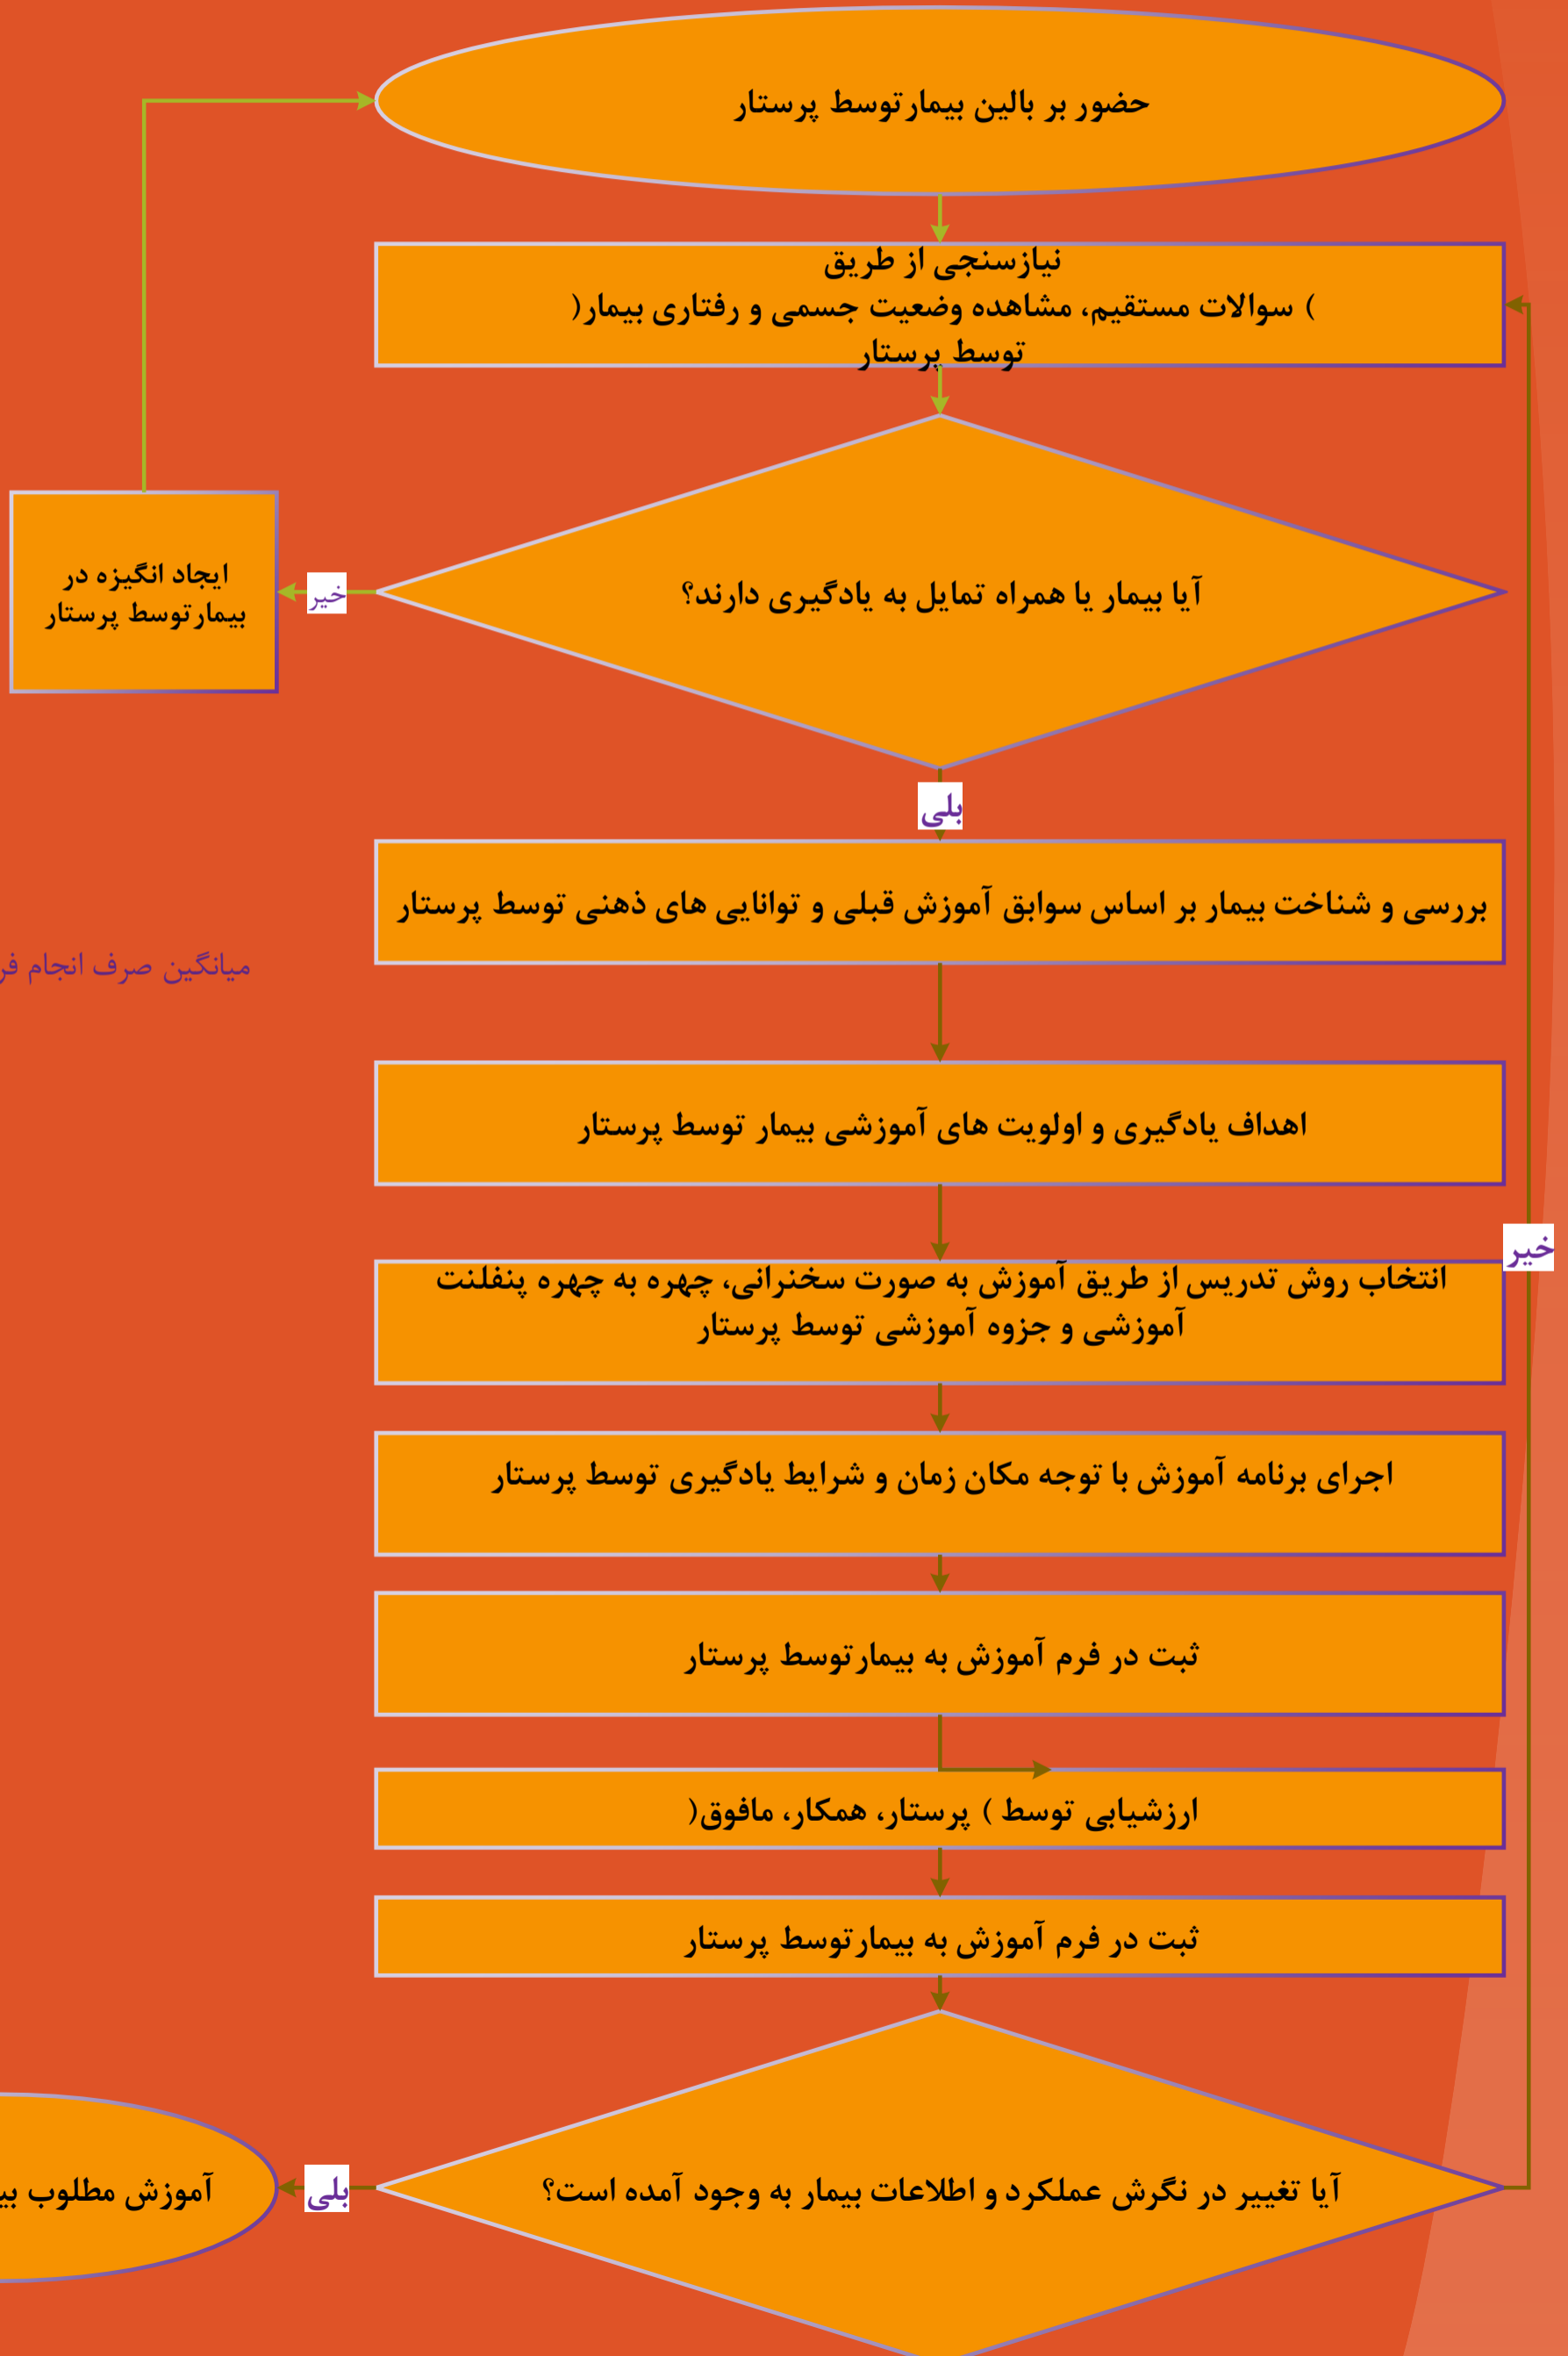 حضور بر بالین بیمارتوسط پرستار
نیازسنجی از طریق
) سوالات مستقیم، مشاهده وضعیت جسمی و رفتاری بیمار(
توسط پرستار
آیا بیمار یا همراه تمایل به یادگیری دارند؟
خیر
ایجاد انگیزه در
بیمارتوسط پرستار
بلی
بررسی و شناخت بیمار بر اساس سوابق آموزش قبلی و توانایی های ذهنی توسط پرستار
میانگین صرف انجام
اهداف یادگیری و اولویت های آموزشی بیمار توسط پرستار
خیر
انتخاب روش تدریس از طریق آموزش به صورت سخنرانی، چهره به چهره پنفلنت
آموزشی و جزوه آموزشی توسط پرستار
اجرای برنامه آموزش با توجه مکان زمان و شرایط یادگیری توسط پرستار
ثبت در فرم آموزش به بیمارتوسط پرستار
ارزشیابی توسط ) پرستار، همکار، مافوق(
ثبت در فرم آموزش به بیمارتوسط پرستار
آیا تغییر در نگرش عملکرد و اطلاعات بیمار به وجود آمده است؟
بلی
آموزش مطلوب